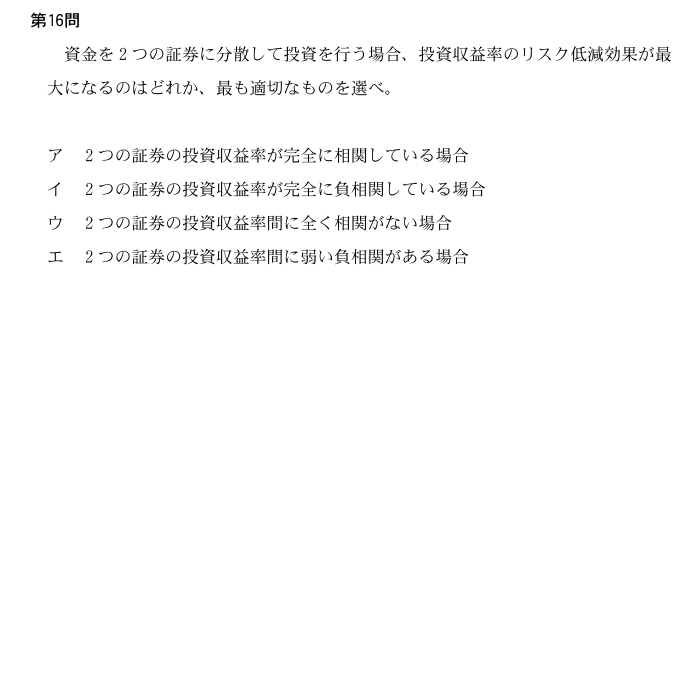 第16問
資金を２つの証券に分散して投資を行う場合、投資収益率のリスク低減効果が最
大になるのはどれか、最も適切なものを選べ。
ア　２つの証券の投資収益率が完全に相関している場合
イ　２つの証券の投資収益率が完全に負相関している場合
ウ　２つの証券の投資収益率間に全く相関がない場合
エ　２つの証券の投資収益率間に弱い負相関がある場合